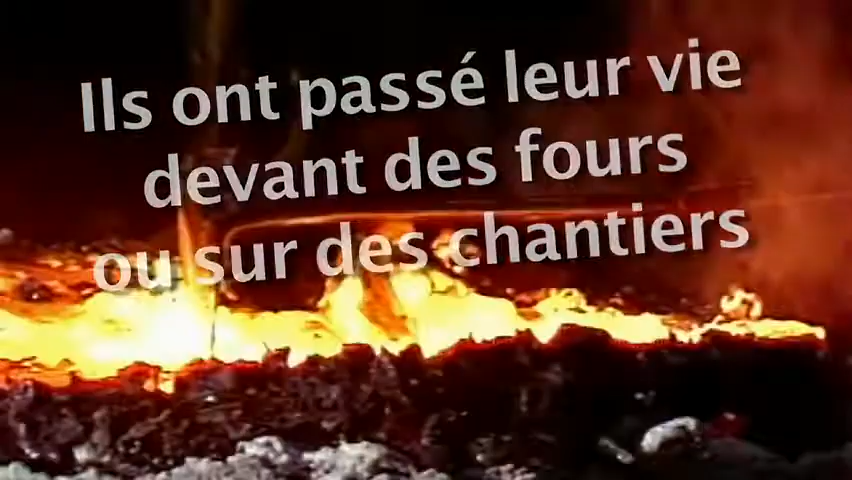 Ils ont passé leur vie
devant des fours
ou sur des chantiers